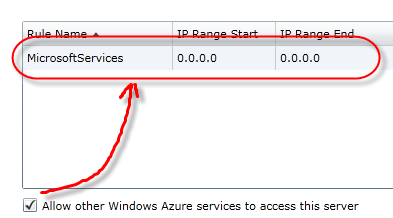 Rule Name IP Range Start IP Range End
MicrosoftServices 0.0.0.0 0.0.0.0
Allow other Windows Azure services to access this server